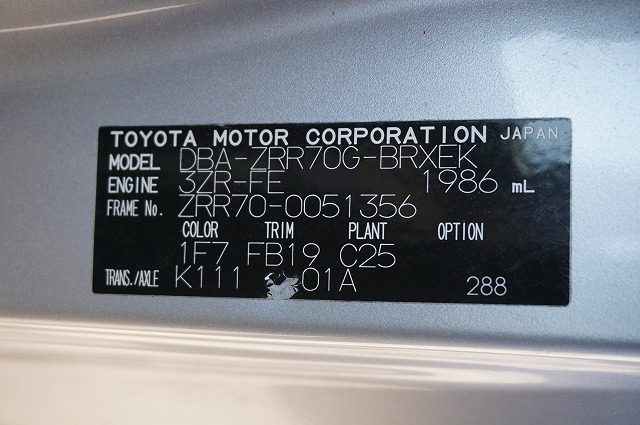 TOYOTA MOTOR CORPORATION JAPAN
MODEL DBA-ZRR70G-BRXEK
ENGINE 3ZR-FE 1986 mL
FRAME No. ZRR70-0051356
COLOR TRIM PLANT OPTION
1F7 FB19 C25
TRANS./AXLE K111 01A 288